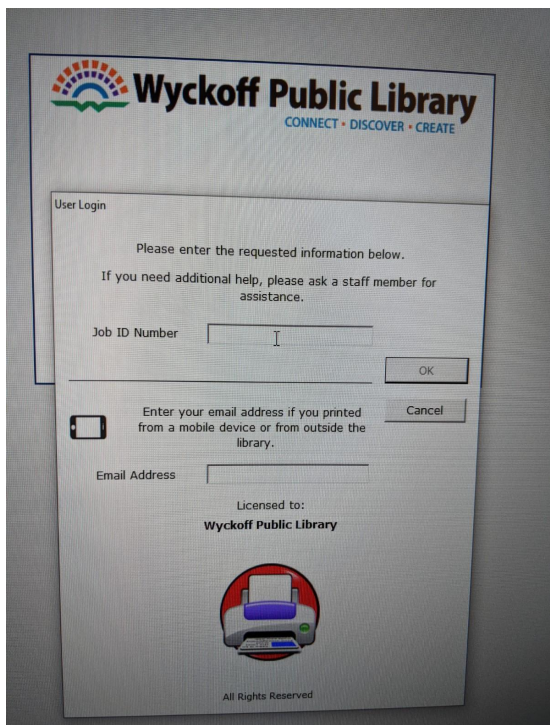 Wyckoff Public Library
CONNECT • DISCOVER • CREATE
User Login
Please enter the requested information below.
If you need additional help, please ask a staff member for
assistance.
Job ID Number
OK
Enter your email address if you printed
from a mobile device or from outside the
library.
Cancel
Email Address
Licensed to:
Wyckoff Public Library
All Rights Reserved